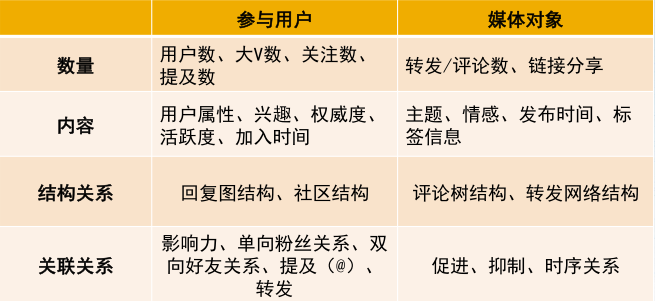 参与用户 媒体对象
数量 用户数、大V数、关注数、
提及数 转发/评论数、链接分享
内容 用户属性、兴趣、权威度、
活跃度、加入时间 主题、情感、发布时间、标
签信息
结构关系 回复图结构、社区结构 评论树结构、转发网络结构
关联关系 影响力、单向粉丝关系、双
向好友关系、提及（@）、
转发 促进、抑制、时序关系